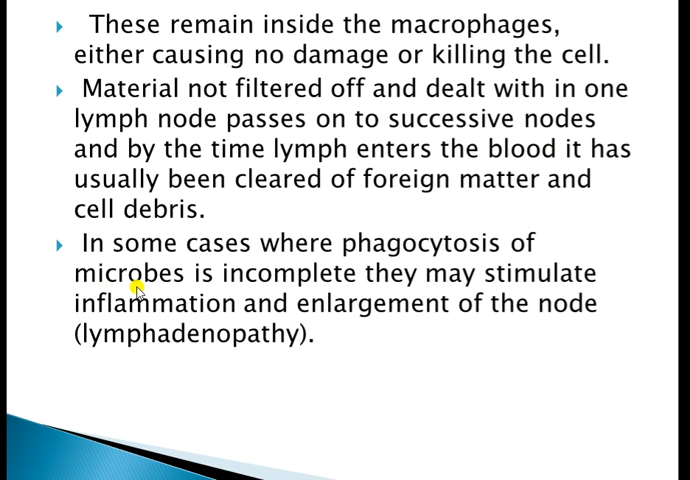 These remain inside the macrophages,
either causing no damage or killing the cell.
Material not filtered off and dealt with in one
lymph node passes on to successive nodes
and by the time lymph enters the blood it has
usually been cleared of foreign matter and
cell debris.
In some cases where phagocytosis of
microbes is incomplete they may stimulate
inflammation and enlargement of the node
(lymphadenopathy).